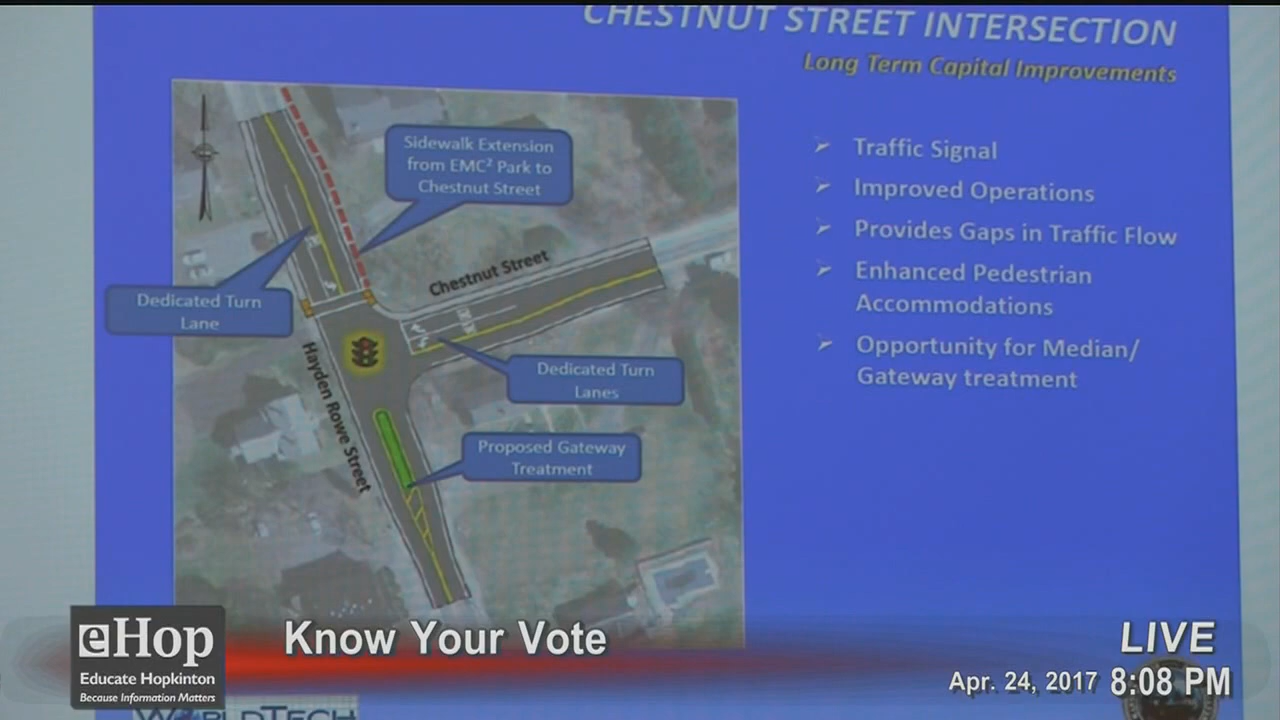 CHESTNUT STREET INTERSECTION
Long Term Capital Improvements
Sidewalk Extension
from EMC² Park to
Chestnut Street
Chestnut Street
Dedicated Turn
Lane
Hayden Rowe Street
Dedicated Turn
Lanes
Proposed Gateway
Treatment
➢ Traffic Signal
➢ Improved Operations
➢ Provides Gaps in Traffic Flow
➢ Enhanced Pedestrian
Accommodations
➢ Opportunity for Median/
Gateway treatment
eHop
Educate Hopkinton
Because Information Matters
Know Your Vote
LIVE
Apr. 24, 2017 8:08 PM
WORLDTECH